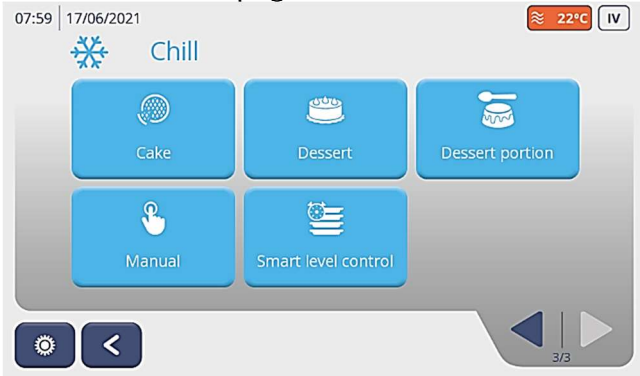 07:59 17/06/2021 22°C IV
Chill
Cake Dessert Dessert portion
Manual Smart level control
3/3